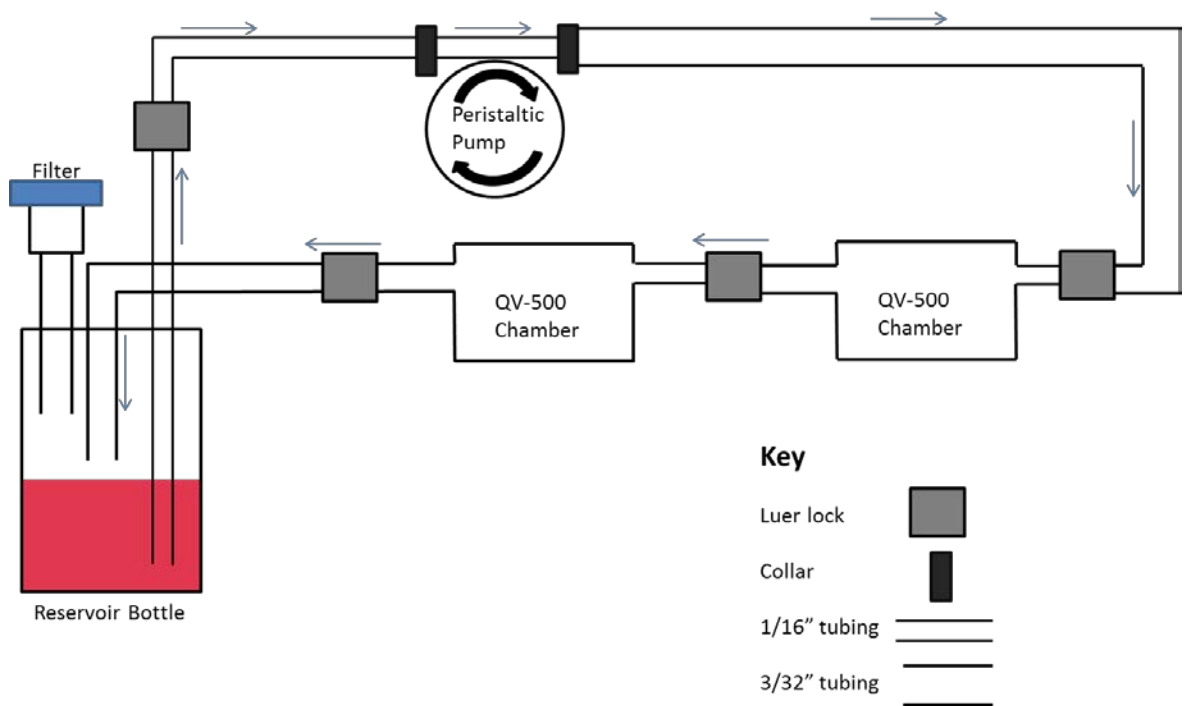 Peristaltic
Pump
Filter
QV-500
Chamber
QV-500
Chamber
Reservoir Bottle
Key
Luer lock
Collar
1/16” tubing
3/32” tubing